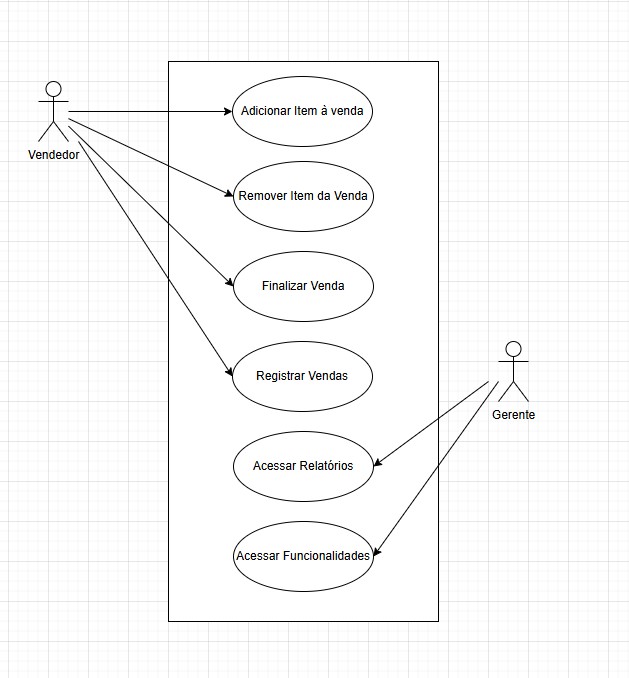 Adicionar Item à venda
Vendedor
Remover Item da Venda
Finalizar Venda
Registrar Vendas
Gerente
Acessar Relatórios
Acessar Funcionalidades